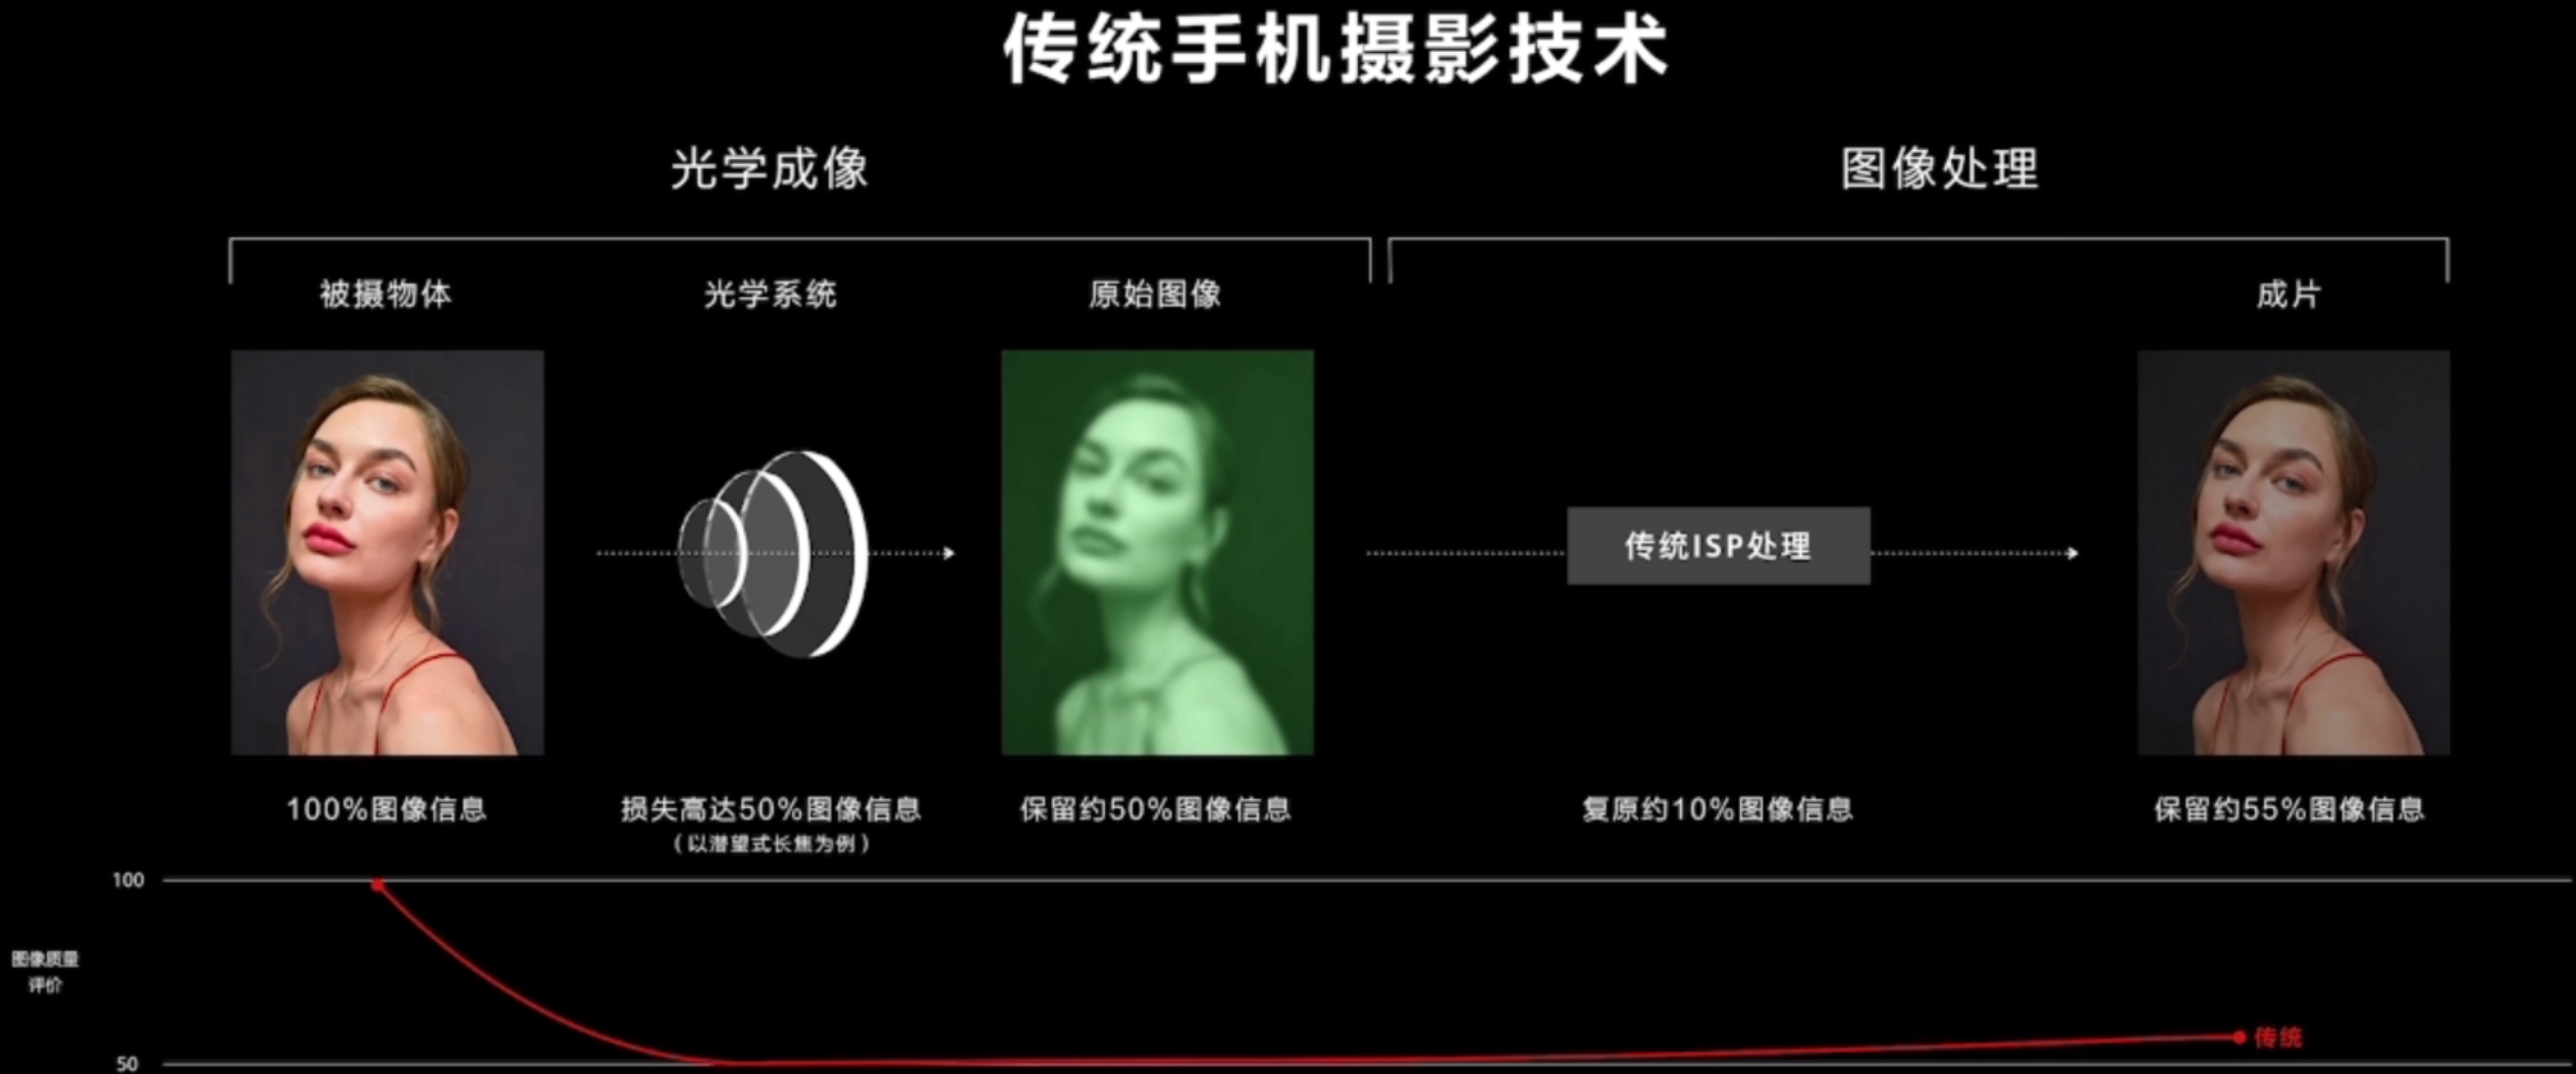 传统手机摄影技术
光学成像
图像处理
被摄物体
光学系统
原始图像
成片
传统ISP处理
100%图像信息
损失高达50%图像信息
（以潜望式长焦为例）
保留约50%图像信息
复原约10%图像信息
保留约55%图像信息
100
图像质量
评价
传统
50